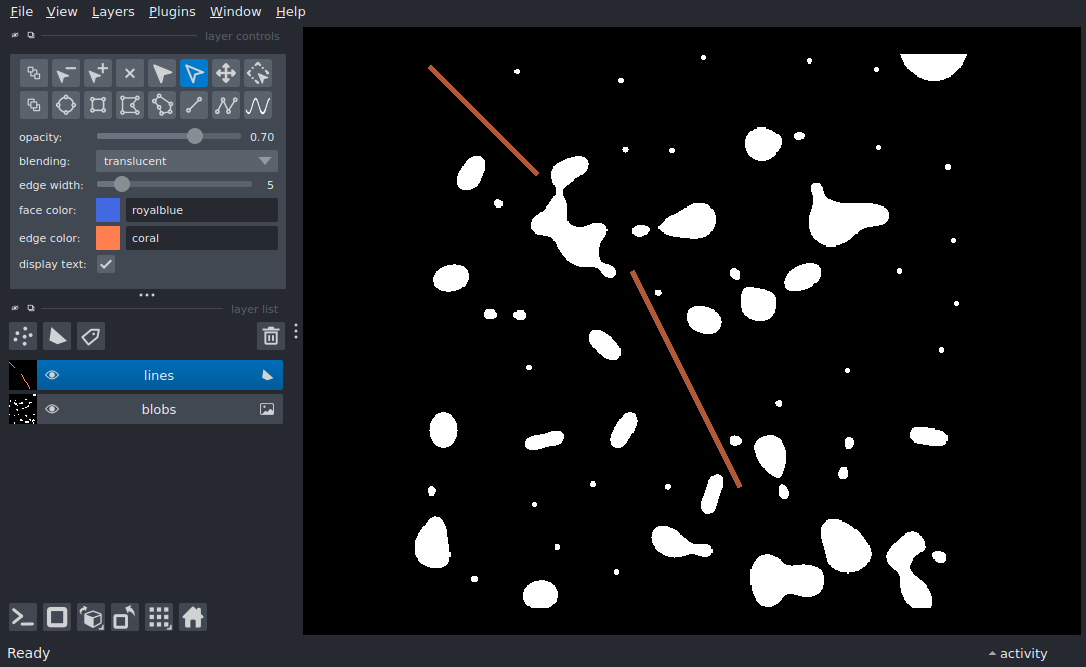 File View Layers Plugins Window Help
layer controls
opacity: 0.70
blending: translucent
edge width: 5
face color: royalblue
edge color: coral
display text:
layer list
lines
blobs
Ready
activity